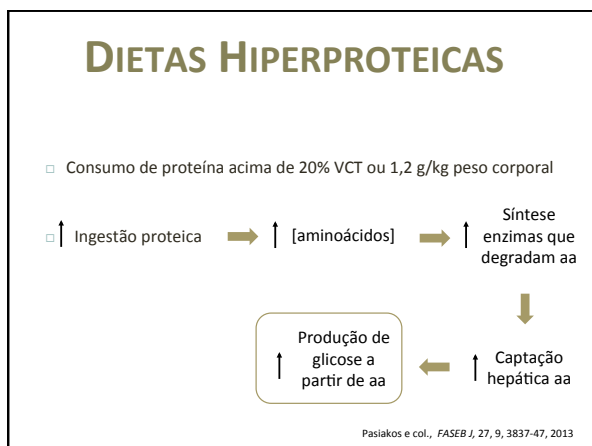 DIETAS HIPERPROTEICAS
Consumo de proteína acima de 20% VCT ou 1,2 g/kg peso corporal
Ingestão proteica
[aminoácidos]
Síntese
enzimas que
degradam aa
Captação
hepática aa
Produção de
glicose a
partir de aa
Pasiakos e col., FASEB J, 27, 9, 3837-47, 2013